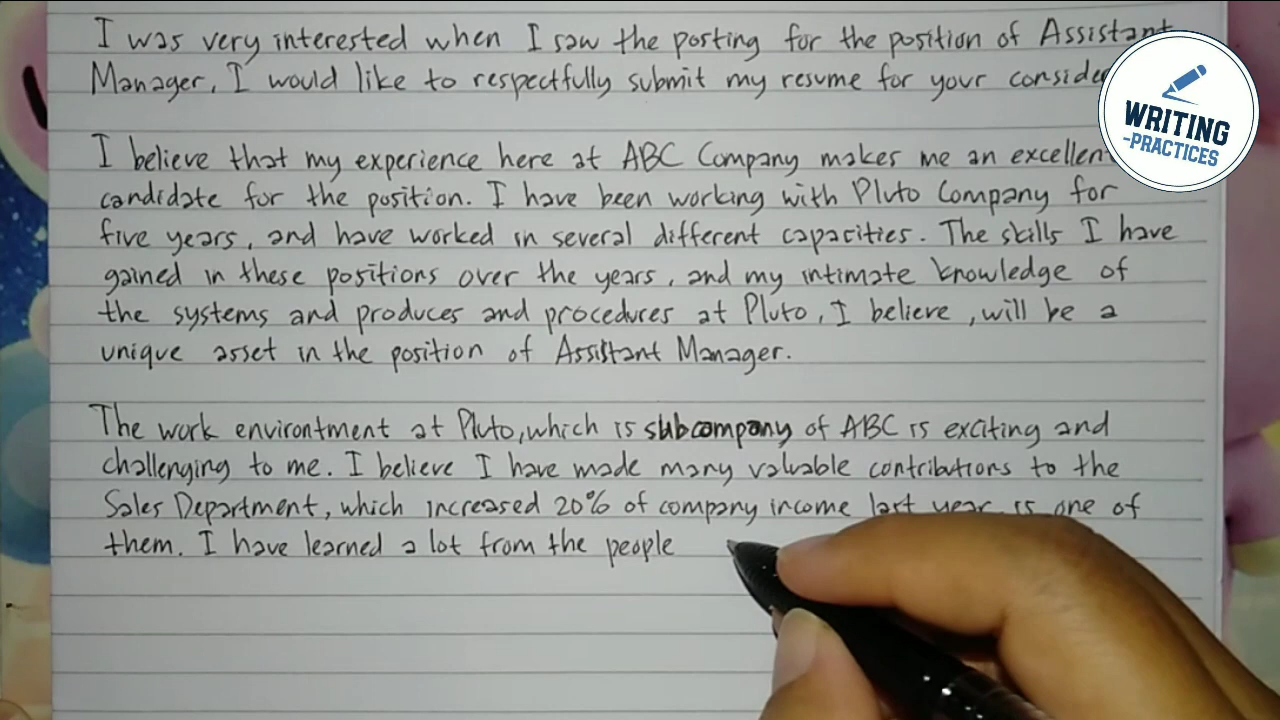 I was very interested when I saw the posting for the position of Assistant
Manager, I would like to respectfully submit my resume for your
I believe that my experience here at ABC Company makes me an excellent
candidate for the position. I have been working with Pluto Company for
five years, and have worked in several different capacities. The skills I have
gained in these positions over the years, and my intimate knowledge of
the systems and produces and procedures at Pluto, I believe, will be a
unique asset in the position of Assistant Manager.
The work environtment at Pluto, which is subcompany of ABC is exciting and
challenging to me. I believe I have made many valuable contributions to the
Sales Department, which increased 20% of company income last year is one of
them. I have learned a lot from the people
WRITING
-PRACTICES